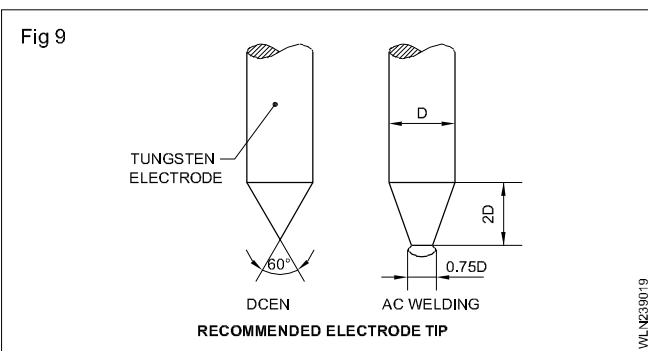 Fig 9
TUNGSTEN
ELECTRODE
D
2D
60°
0.75D
DCEN
AC WELDING
RECOMMENDED ELECTRODE TIP
WLN239019